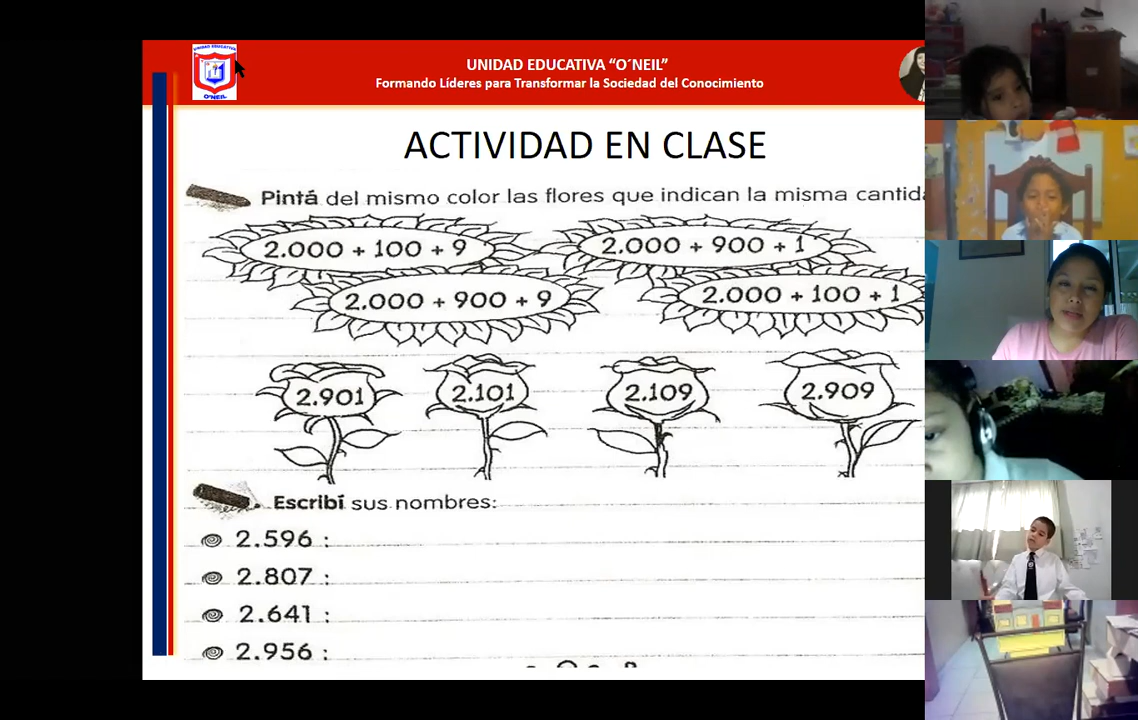 UNIDAD EDUCATIVA
O'NEIL
UNIDAD EDUCATIVA “O´NEIL”
Formando Líderes para Transformar la Sociedad del Conocimiento
ACTIVIDAD EN CLASE
Pintá del mismo color las flores que indican la misma cantida
2.000 + 100 + 9
2.000 + 900 + 1
2.000 + 900 + 9
2.000 + 100 + 1
2.901
2.101
2.109
2.909
Escribí sus nombres:
2.596 :
2.807 :
2.641 :
2.956 :